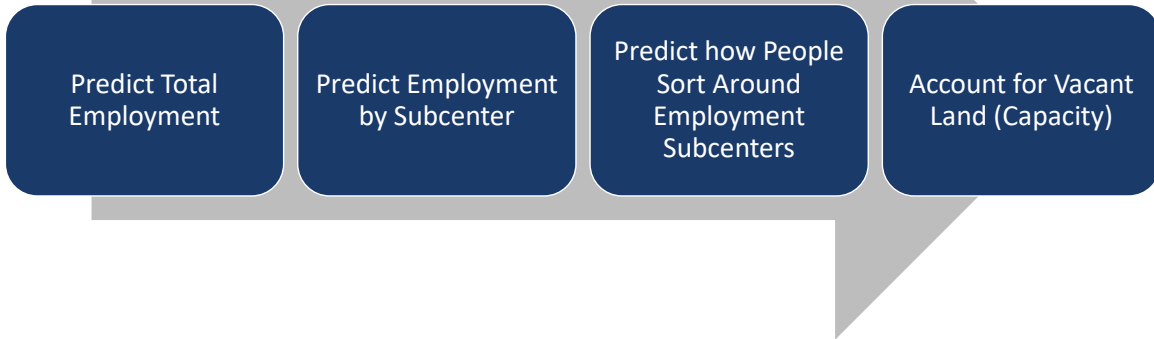 Predict Total
Employment
Predict Employment
by Subcenter
Predict how People
Sort Around
Employment
Subcenters
Account for Vacant
Land (Capacity)